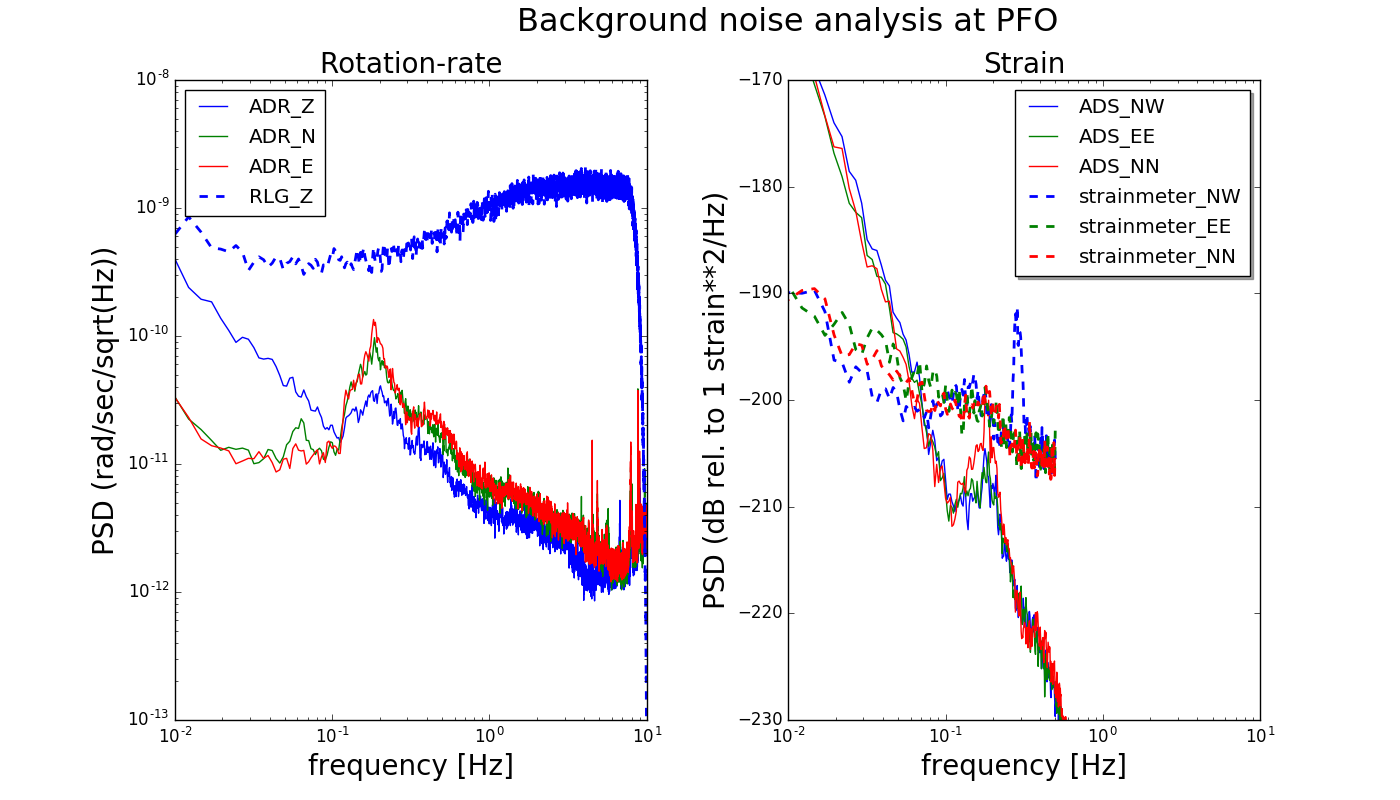 Background noise analysis at PFO
Rotation-rate
PSD (rad/sec/sqrt(Hz))
10^-8
10^-9
10^-10
10^-11
10^-12
10^-13
ADR_Z
ADR_N
ADR_E
RLG_Z
10^-2
10^-1
10^0
10^1
frequency [Hz]
Strain
PSD (dB rel. to 1 strain**2/Hz)
−170
−180
−190
−200
−210
−220
−230
ADS_NW
ADS_EE
ADS_NN
strainmeter_NW
strainmeter_EE
strainmeter_NN
10^-2
10^-1
10^0
10^1
frequency [Hz]